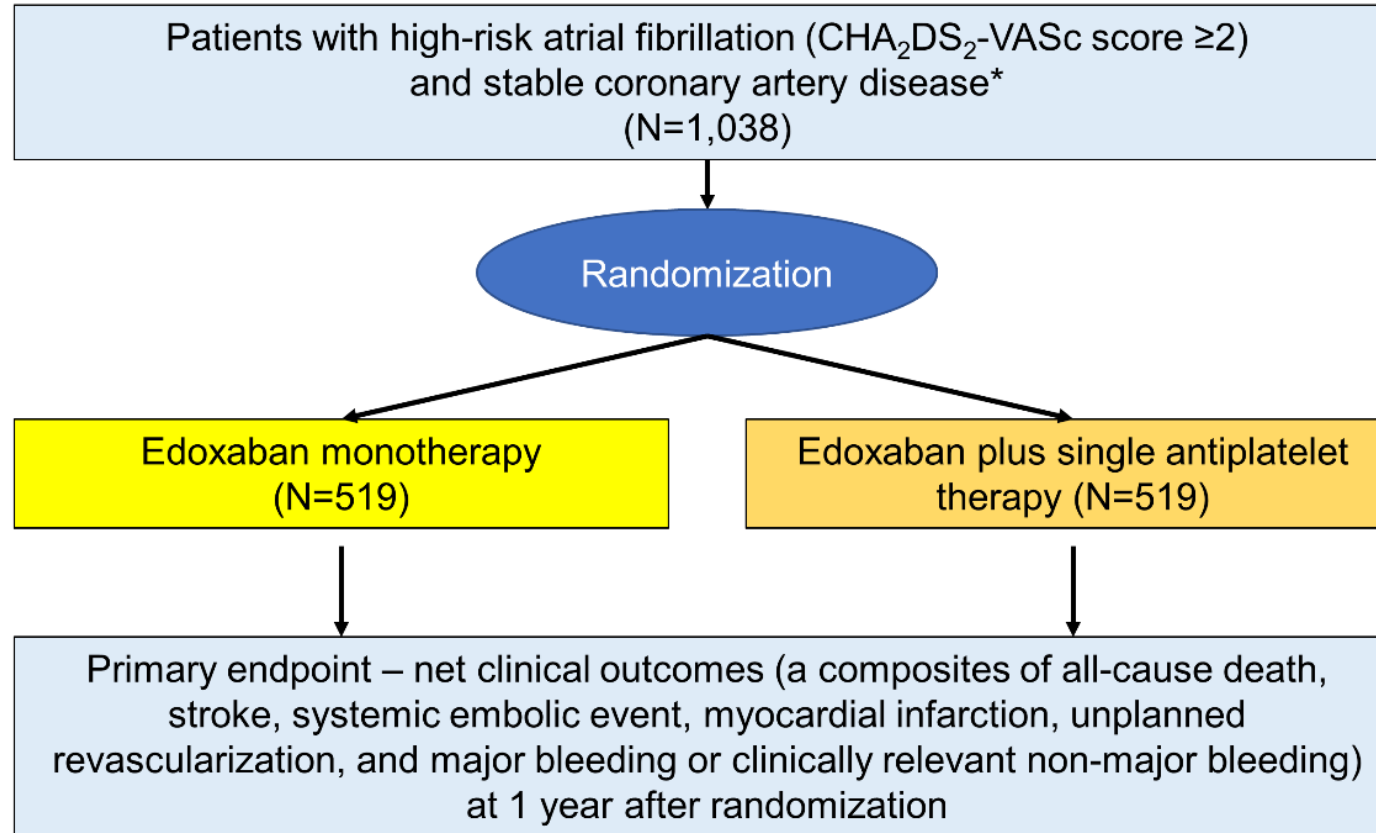 Patients with high-risk atrial fibrillation (CHA₂DS₂-VASc score ≥2)
and stable coronary artery disease*
(N=1,038)
Randomization
Edoxaban monotherapy
(N=519)
Edoxaban plus single antiplatelet
therapy (N=519)
Primary endpoint – net clinical outcomes (a composites of all-cause death,
stroke, systemic embolic event, myocardial infarction, unplanned
revascularization, and major bleeding or clinically relevant non-major bleeding)
at 1 year after randomization